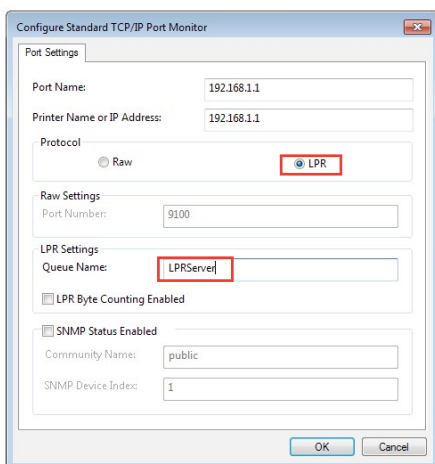 Configure Standard TCP/IP Port Monitor
Port Settings
Port Name: 192.168.1.1
Printer Name or IP Address: 192.168.1.1
Protocol
Raw LPR
Raw Settings
Port Number: 9100
LPR Settings
Queue Name: LPRServer
LPR Byte Counting Enabled
SNMP Status Enabled
Community Name: public
SNMP Device Index: 1
OK Cancel